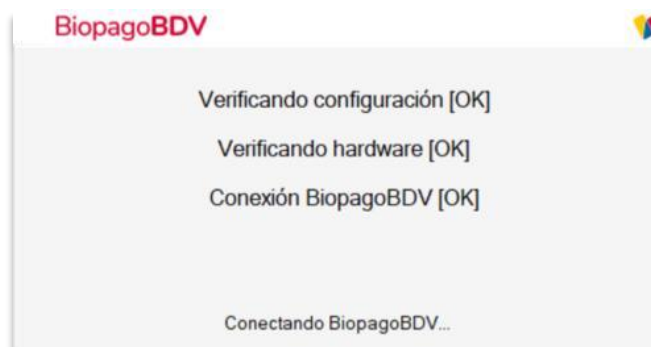 BiopagoBDV
Verificando configuración [OK]
Verificando hardware [OK]
Conexión BiopagoBDV [OK]
Conectando BiopagoBDV...